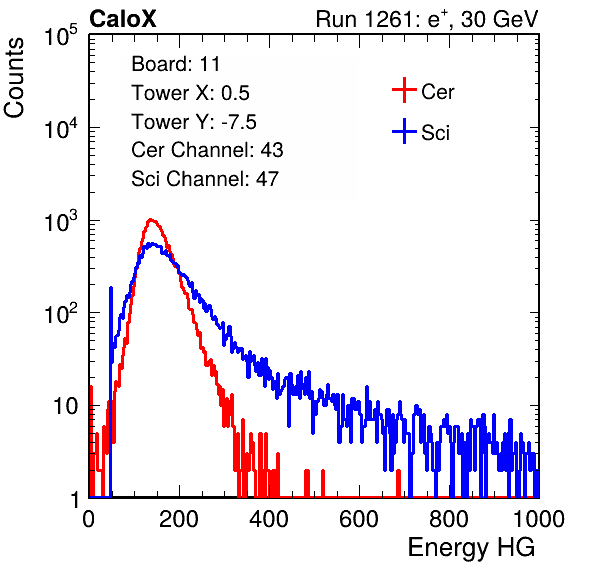 CaloX Run 1261: e⁺, 30 GeV
Counts
Board: 11
Tower X: 0.5
Tower Y: -7.5
Cer Channel: 43
Sci Channel: 47
Cer
Sci
10⁵
10⁴
10³
10²
10
1
0 200 400 600 800 1000
Energy HG